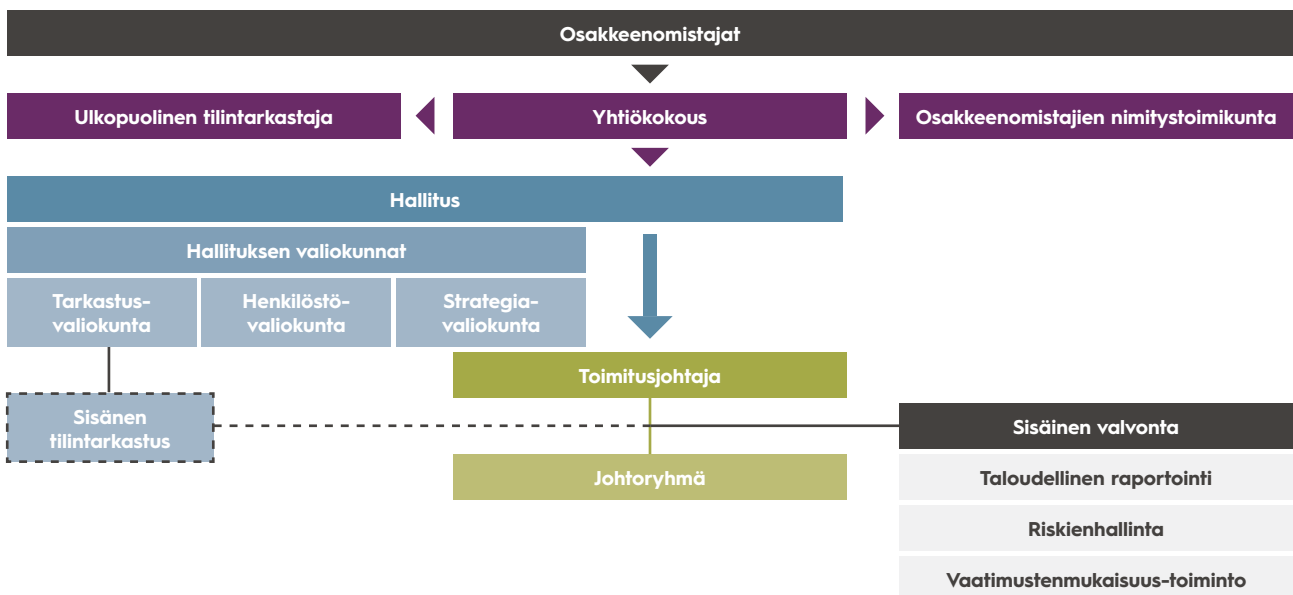 Osakkeenomistajat
Ulkopuolinen tilintarkastaja
Yhtiökokous
Osakkeenomistajien nimitystoimikunta
Hallitus
Hallituksen valiokunnat
Tarkastus-
valiokunta
Henkilöstö-
valiokunta
Strategia-
valiokunta
Toimitusjohtaja
Sisänen
tilintarkastus
Sisäinen valvonta
Johtoryhmä
Taloudellinen raportointi
Riskienhallinta
Vaatimustenmukaisuus-toiminto